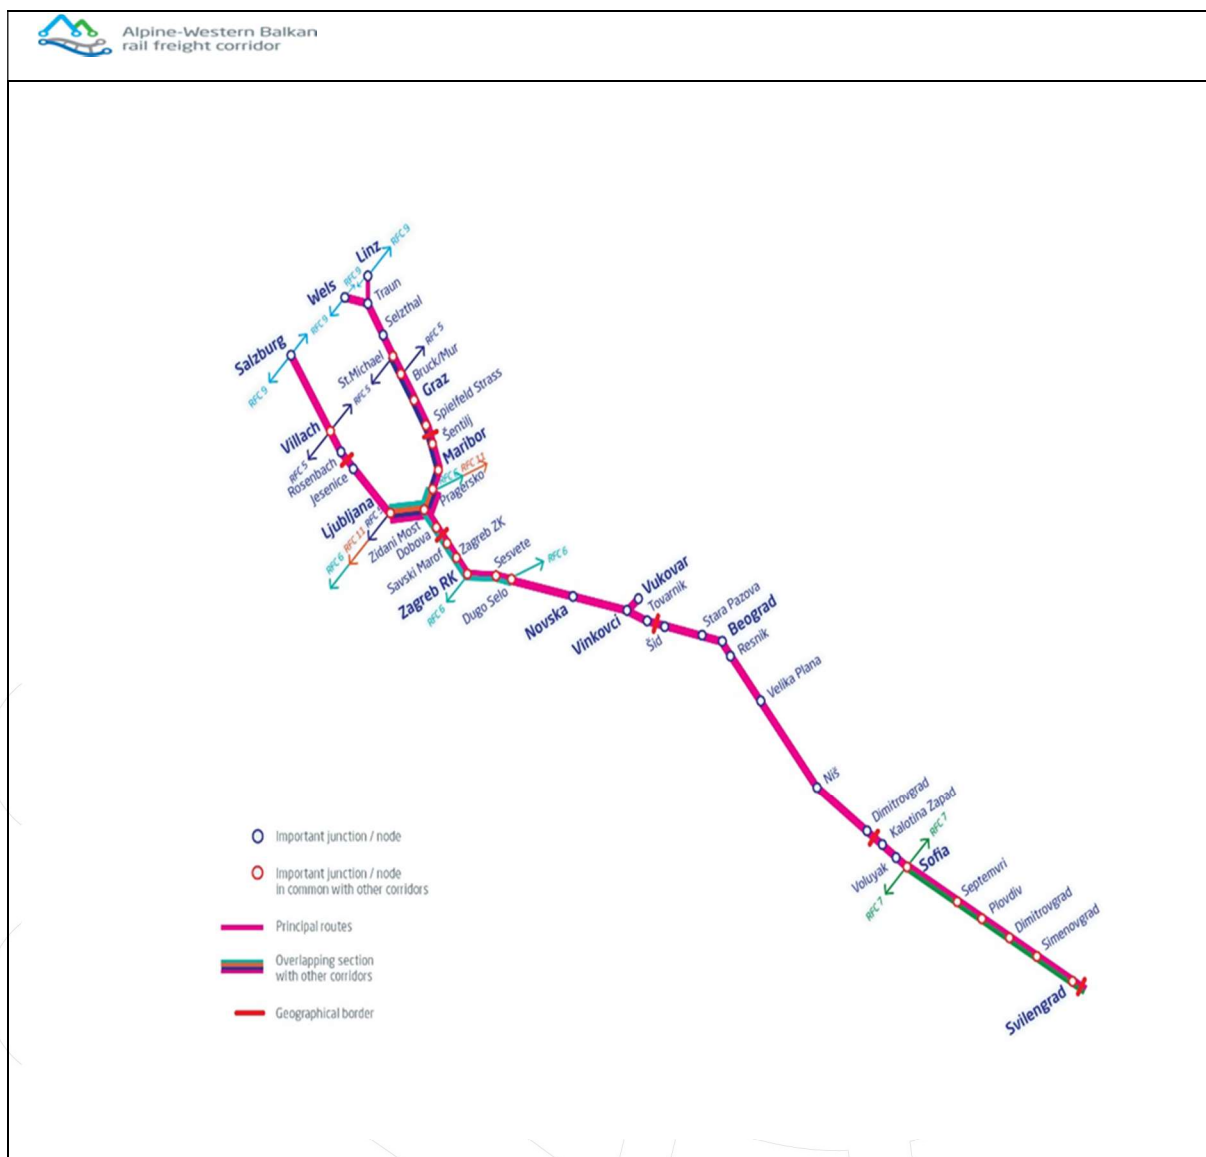 Alpine-Western Balkan
rail freight corridor
RFC 9
Linz
RFC 9
Wels
Traun
RFC 9
Selzthal
Salzburg
RFC 9
St.Michael
RFC 5
Bruck/Mur
RFC 5
Graz
Spielfeld Strass
Villach
Šentilj
RFC 5
Rosenbach
Maribor
Jesenice
RFC 6
RFC 11
Pragersko
Ljubljana
RFC 5
RFC 11
RFC 6
Zidani Most
Dobova
Savski Marof
Zagreb ZK
Zagreb RK
RFC 6
Sesvete
RFC 6
Dugo Selo
Novska
Vukovar
Vinkovci
Tovarnik
Šid
Stara Pazova
Beograd
Resnik
Velika Plana
Niš
Dimitrovgrad
Kalotina Zapad
RFC 7
Voluyak
Sofia
RFC 7
Septemvri
Plovdiv
Dimitrovgrad
Simenovgrad
Svilengrad
Important junction / node
Important junction / node
in common with other corridors
Principal routes
Overlapping section
with other corridors
Geographical border